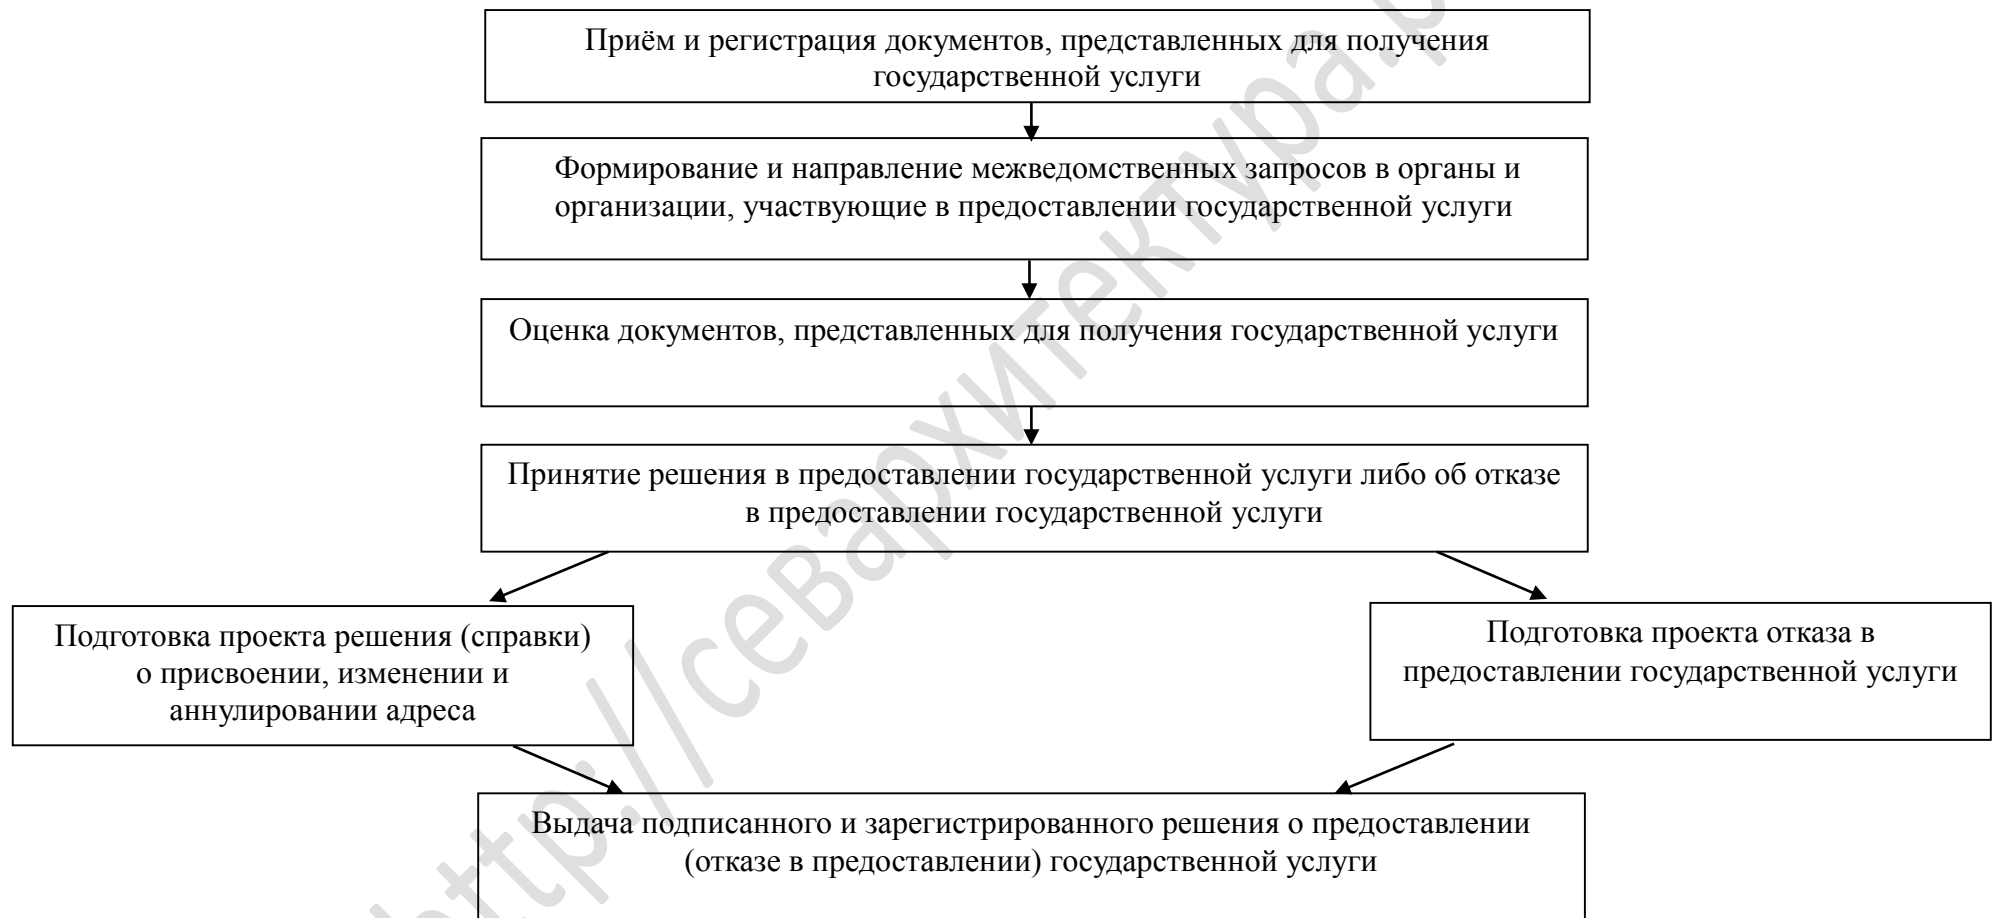 Приём и регистрация документов, представленных для получения
государственной услуги
Формирование и направление межведомственных запросов в органы и
организации, участвующие в предоставлении государственной услуги
Оценка документов, представленных для получения государственной услуги
Принятие решения в предоставлении государственной услуги либо об отказе
в предоставлении государственной услуги
Подготовка проекта решения (справки)
о присвоении, изменении и
аннулировании адреса
Подготовка проекта отказа в
предоставлении государственной услуги
Выдача подписанного и зарегистрированного решения о предоставлении
(отказе в предоставлении) государственной услуги
http://севархитектура.р